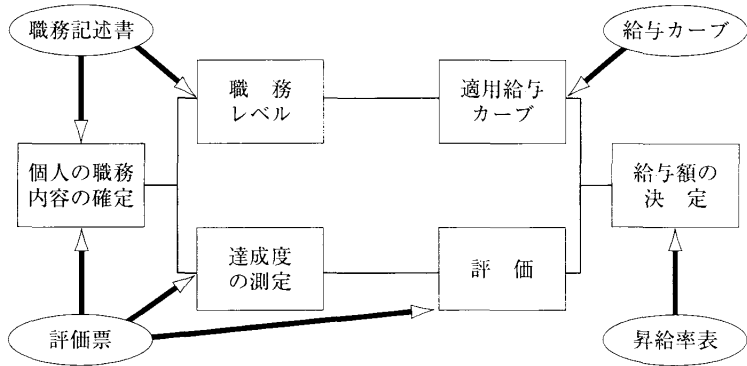 職務記述書
給与カーブ
職　務
レベル
適用給与
カーブ
個人の職務
内容の確定
給与額の
決　定
達成度
の測定
評　価
評価票
昇給率表